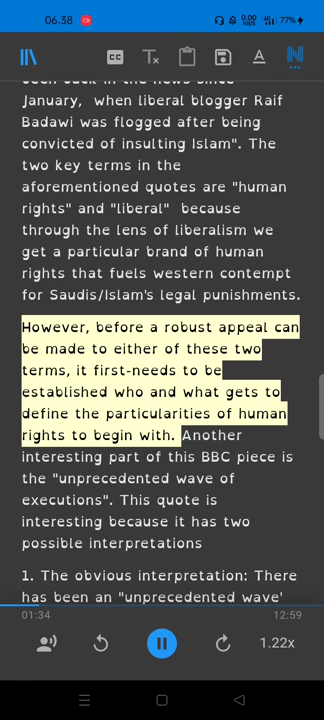 06.38
0.00 KB/S
4G
77%
CC
T×
A
N
January, when liberal blogger Raif
Badawi was flogged after being
convicted of insulting Islam". The
two key terms in the
aforementioned quotes are "human
rights" and "liberal" because
through the lens of liberalism we
get a particular brand of human
rights that fuels western contempt
for Saudis/Islam's legal punishments.
However, before a robust appeal can
be made to either of these two
terms, it first-needs to be
established who and what gets to
define the particularities of human
rights to begin with. Another
interesting part of this BBC piece is
the "unprecedented wave of
executions". This quote is
interesting because it has two
possible interpretations
1. The obvious interpretation: There
has been an "unprecedented wave'
01:34
12:59
1.22x